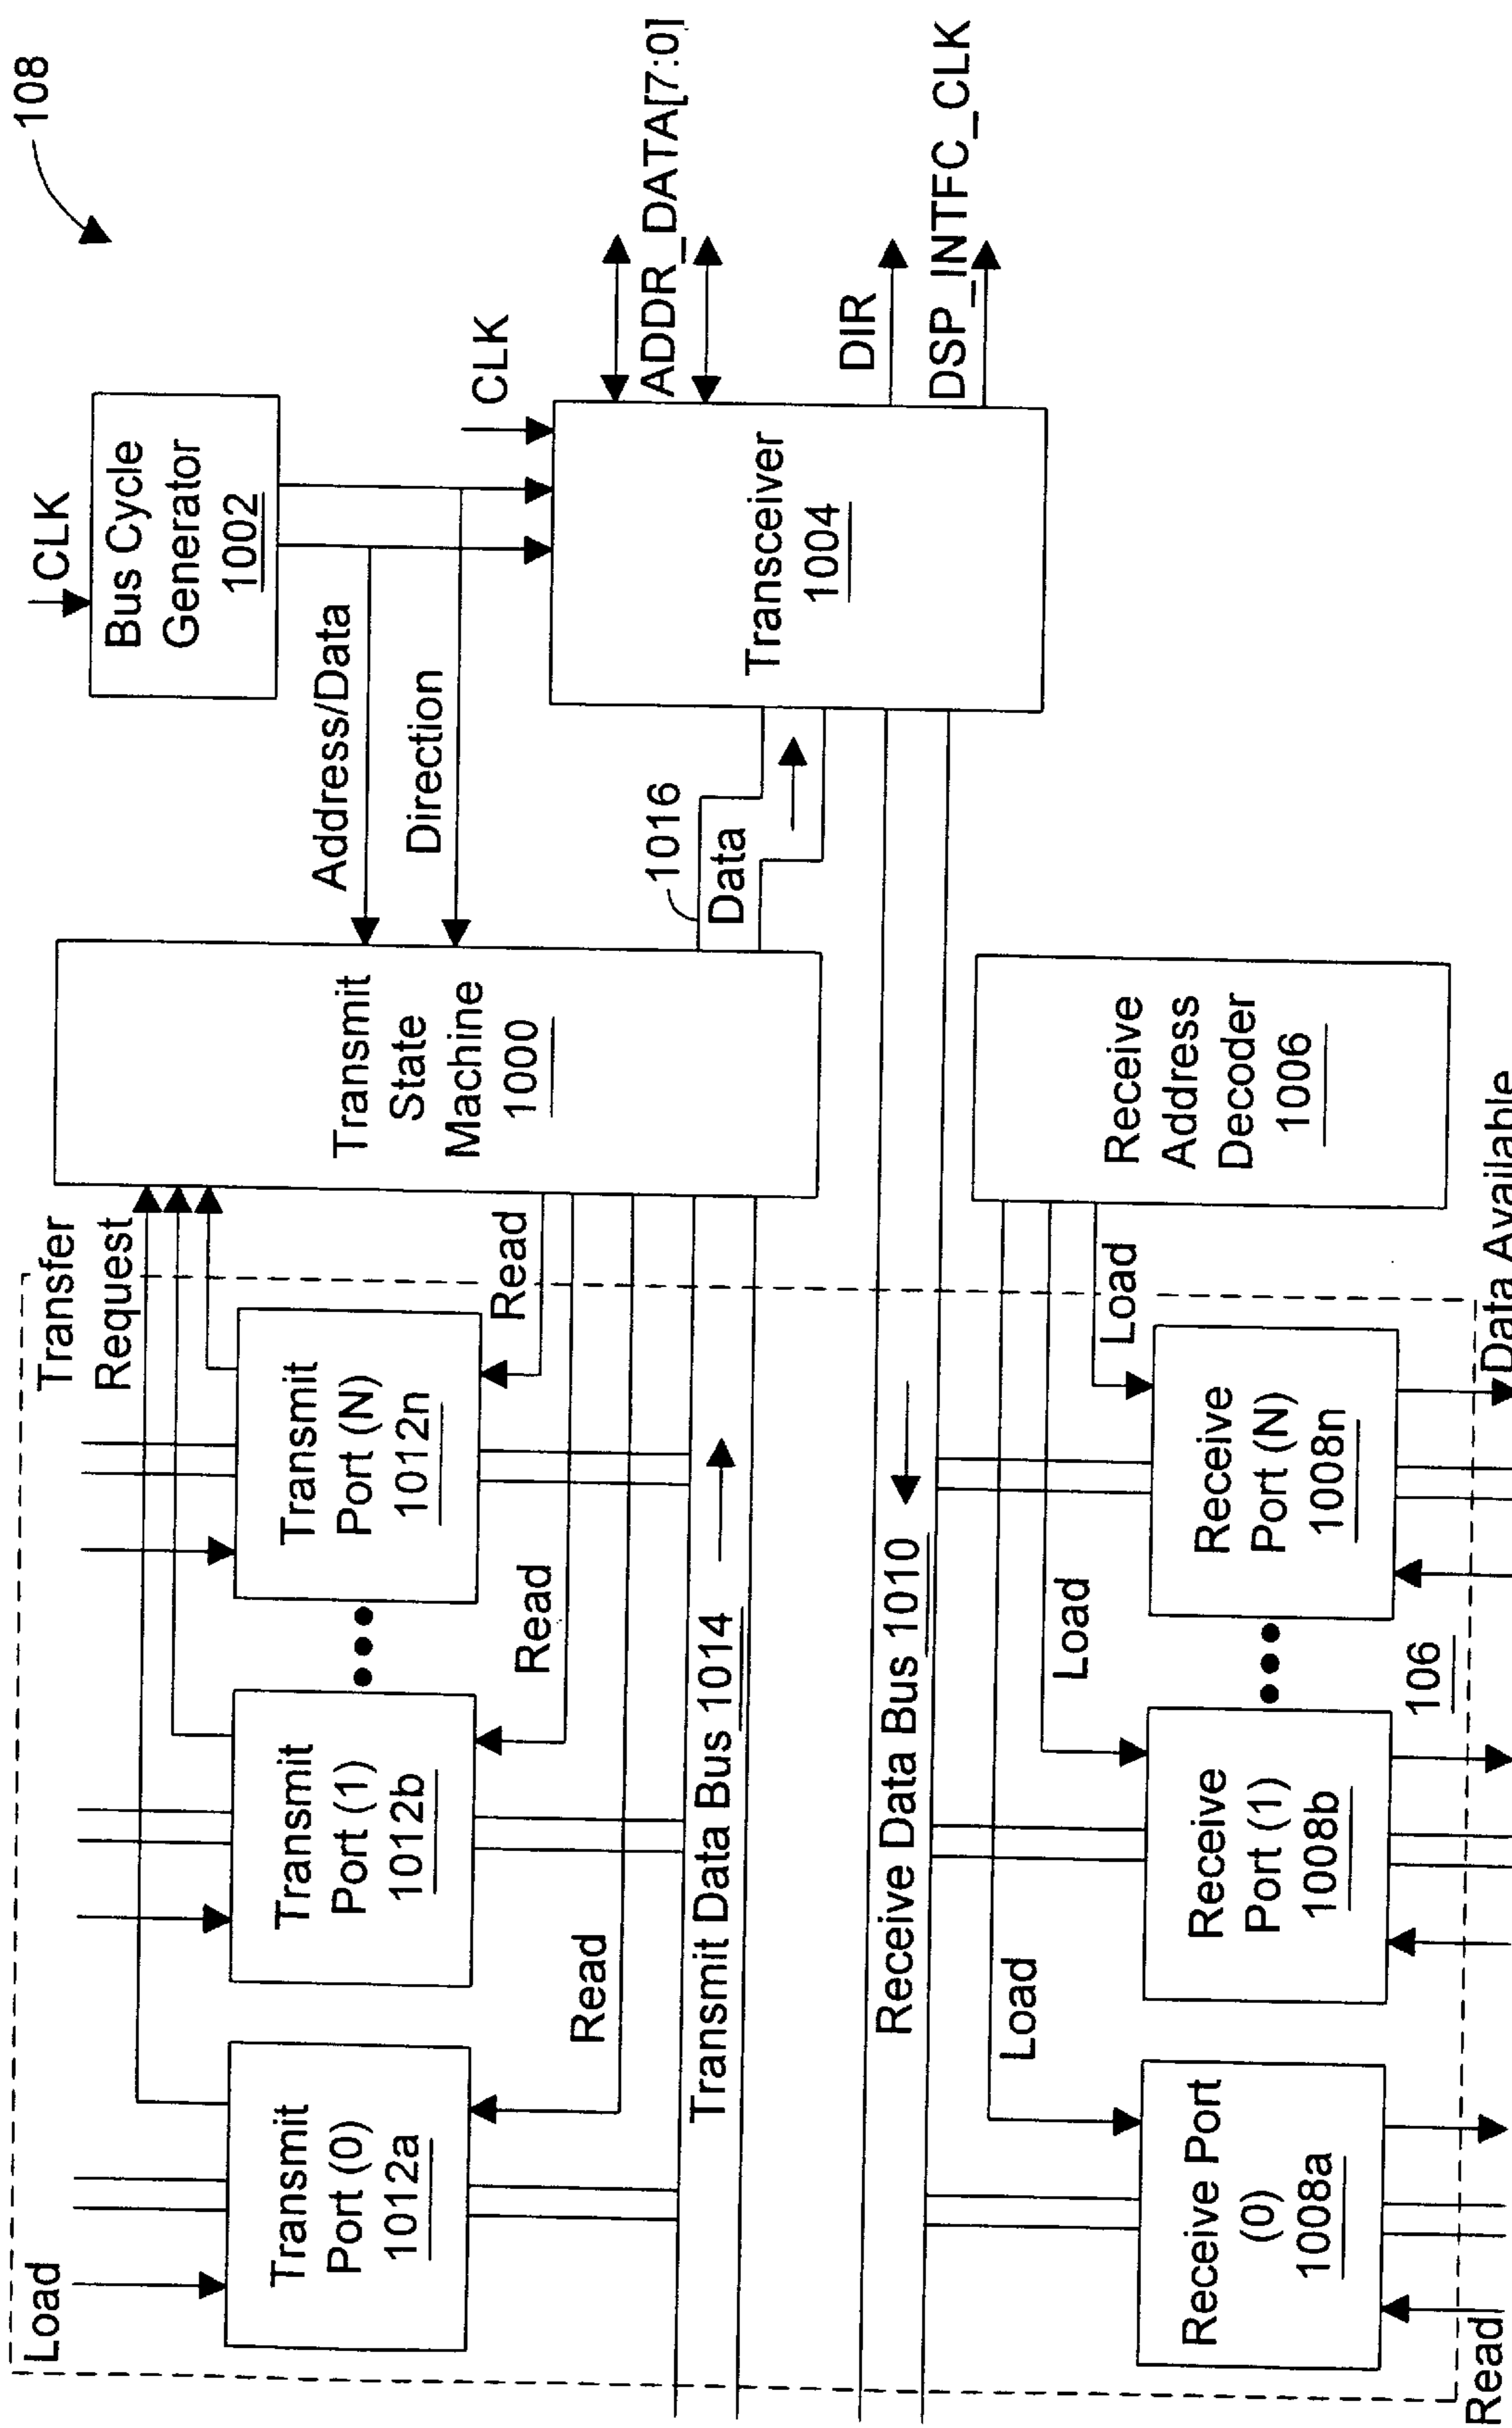 108
CLK
Bus Cycle
Generator
1002
CLK
ADDR_DATA[7:0]
Address/Data
Direction
Transceiver
1004
DIR
DSP_INTFC_CLK
1016
Data
Transmit
State
Machine
1000
Transfer
Request
Load
Transmit
Port (0)
1012a
Transmit
Port (1)
1012b
Transmit
Port (N)
1012n
Read
Read
Read
Transmit Data Bus 1014
Receive Data Bus 1010
Receive
Address
Decoder
1006
Load
Load
Load
Receive Port
(0)
1008a
Receive
Port (1)
1008b
Receive
Port (N)
1008n
106
Read
Data Available